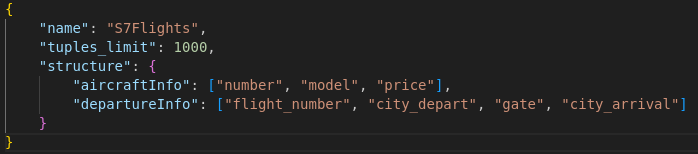 {
    "name": "S7Flights",
    "tuples_limit": 1000,
    "structure": {
        "aircraftInfo": ["number", "model", "price"],
        "departureInfo": ["flight_number", "city_depart", "gate", "city_arrival"]
    }
}